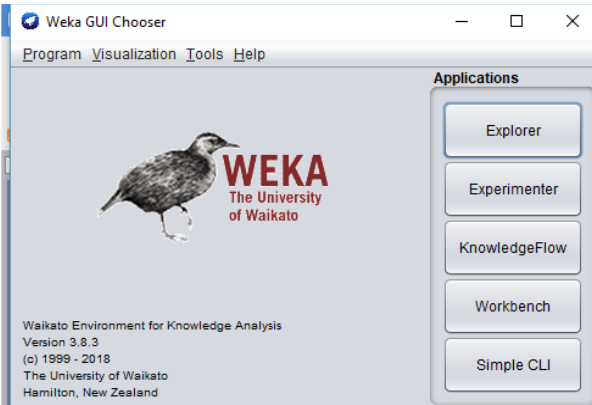 Weka GUI Chooser
Program Visualization Tools Help
Applications
Explorer
Experimenter
KnowledgeFlow
Workbench
Simple CLI
WEKA
The University
of Waikato
Waikato Environment for Knowledge Analysis
Version 3.8.3
(c) 1999 - 2018
The University of Waikato
Hamilton, New Zealand